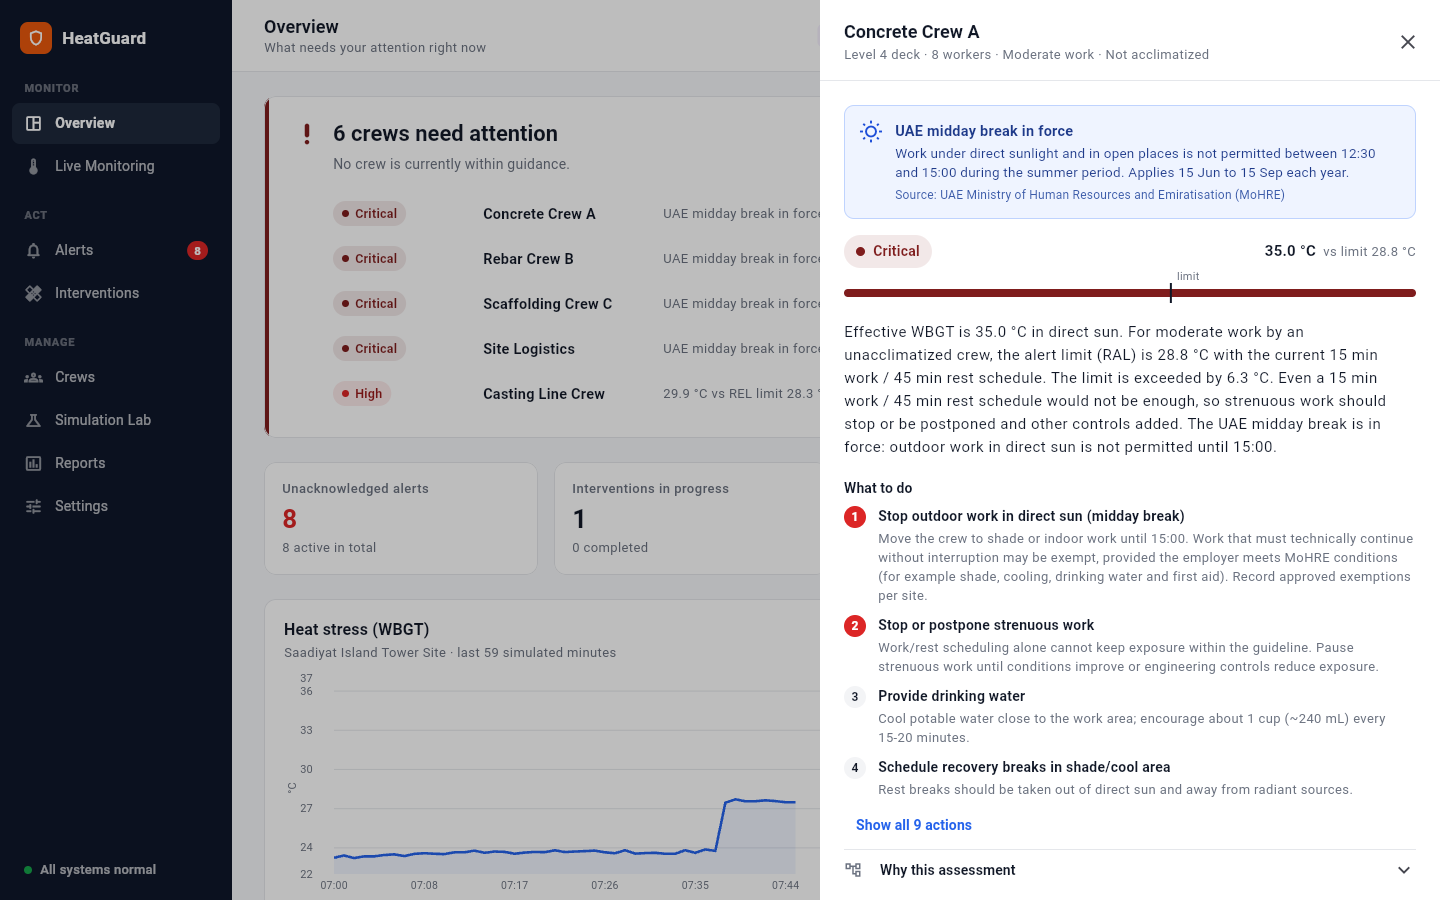 HeatGuard
MONITOR
Overview
Live Monitoring
ACT
Alerts
8
Interventions
MANAGE
Crews
Simulation Lab
Reports
Settings
All systems normal
Overview
What needs your attention right now
6 crews need attention
No crew is currently within guidance.
Critical Concrete Crew A UAE midday break in force
Critical Rebar Crew B UAE midday break in force
Critical Scaffolding Crew C UAE midday break in force
Critical Site Logistics UAE midday break in force
High Casting Line Crew 29.9 °C vs REL limit 28.3 °
Unacknowledged alerts
8
8 active in total
Interventions in progress
1
0 completed
Heat stress (WBGT)
Saadiyat Island Tower Site · last 59 simulated minutes
37
36
33
30
°C
27
24
22
07:00 07:08 07:17 07:26 07:35 07:44
Concrete Crew A
Level 4 deck · 8 workers · Moderate work · Not acclimatized
UAE midday break in force
Work under direct sunlight and in open places is not permitted between 12:30
and 15:00 during the summer period. Applies 15 Jun to 15 Sep each year.
Source: UAE Ministry of Human Resources and Emiratisation (MoHRE)
Critical
35.0 °C vs limit 28.8 °C
limit
Effective WBGT is 35.0 °C in direct sun. For moderate work by an
unacclimatized crew, the alert limit (RAL) is 28.8 °C with the current 15 min
work / 45 min rest schedule. The limit is exceeded by 6.3 °C. Even a 15 min
work / 45 min rest schedule would not be enough, so strenuous work should
stop or be postponed and other controls added. The UAE midday break is in
force: outdoor work in direct sun is not permitted until 15:00.
What to do
1 Stop outdoor work in direct sun (midday break)
Move the crew to shade or indoor work until 15:00. Work that must technically continue
without interruption may be exempt, provided the employer meets MoHRE conditions
(for example shade, cooling, drinking water and first aid). Record approved exemptions
per site.
2 Stop or postpone strenuous work
Work/rest scheduling alone cannot keep exposure within the guideline. Pause
strenuous work until conditions improve or engineering controls reduce exposure.
3 Provide drinking water
Cool potable water close to the work area; encourage about 1 cup (~240 mL) every
15-20 minutes.
4 Schedule recovery breaks in shade/cool area
Rest breaks should be taken out of direct sun and away from radiant sources.
Show all 9 actions
Why this assessment